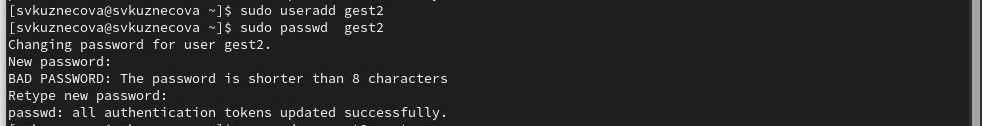 [svkuznecova@svkuznecova ~]$ sudo useradd gest2
[svkuznecova@svkuznecova ~]$ sudo passwd  gest2
Changing password for user gest2.
New password:
BAD PASSWORD: The password is shorter than 8 characters
Retype new password:
passwd: all authentication tokens updated successfully.